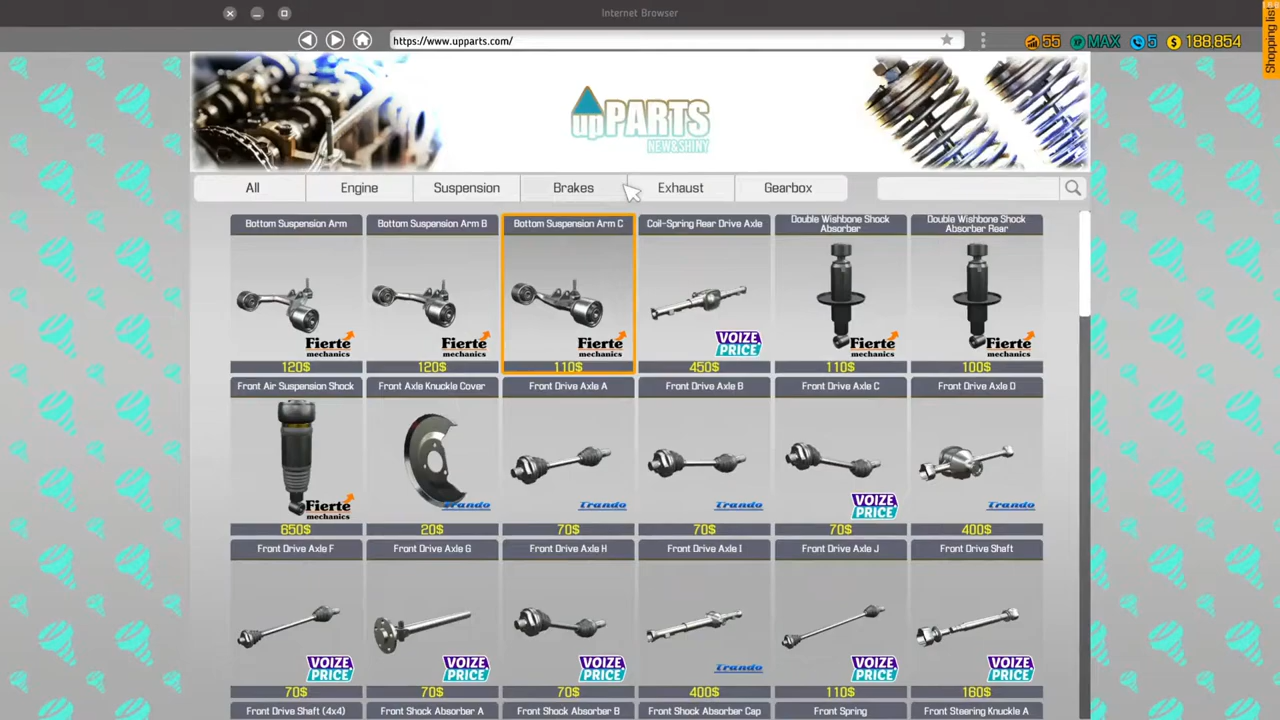 Internet Browser
https://www.upparts.com/
55 XP MAX 5 $ 188,854
Shopping list
upPARTS
NEW&SHINY
All Engine Suspension Brakes Exhaust Gearbox
Bottom Suspension Arm
Bottom Suspension Arm B
Bottom Suspension Arm C
Coil-Spring Rear Drive Axle
Double Wishbone Shock
Absorber
Double Wishbone Shock
Absorber Rear
Fierte
mechanics
Fierte
mechanics
Fierte
mechanics
VOIZE
PRICE
Fierte
mechanics
Fierte
mechanics
120$ 120$ 110$ 450$ 110$ 100$
Front Air Suspension Shock
Front Axle Knuckle Cover
Front Drive Axle A
Front Drive Axle B
Front Drive Axle C
Front Drive Axle D
Fierte
mechanics
Trando
Trando
Trando
VOIZE
PRICE
Trando
650$ 20$ 70$ 70$ 70$ 400$
Front Drive Axle F
Front Drive Axle G
Front Drive Axle H
Front Drive Axle I
Front Drive Axle J
Front Drive Shaft
VOIZE
PRICE
VOIZE
PRICE
VOIZE
PRICE
Trando
VOIZE
PRICE
VOIZE
PRICE
70$ 70$ 70$ 400$ 110$ 160$
Front Drive Shaft (4x4)
Front Shock Absorber A
Front Shock Absorber B
Front Shock Absorber Cap
Front Spring
Front Steering Knuckle A